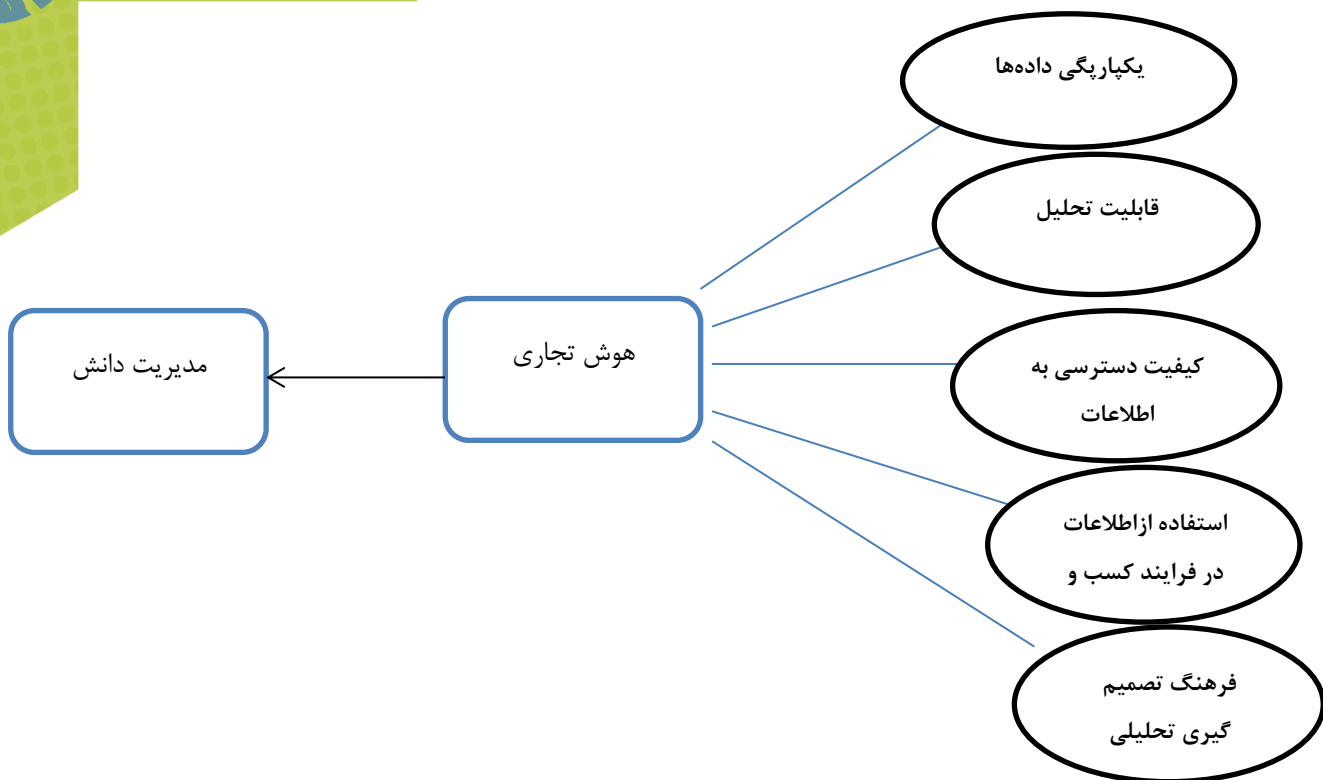 یکپارپگی داده‌ها
قابلیت تحلیل
کیفیت دسترسی به
اطلاعات
استفاده ازاطلاعات
در فرایند کسب و
فرهنگ تصمیم
گیری تحلیلی
هوش تجاری
مدیریت دانش